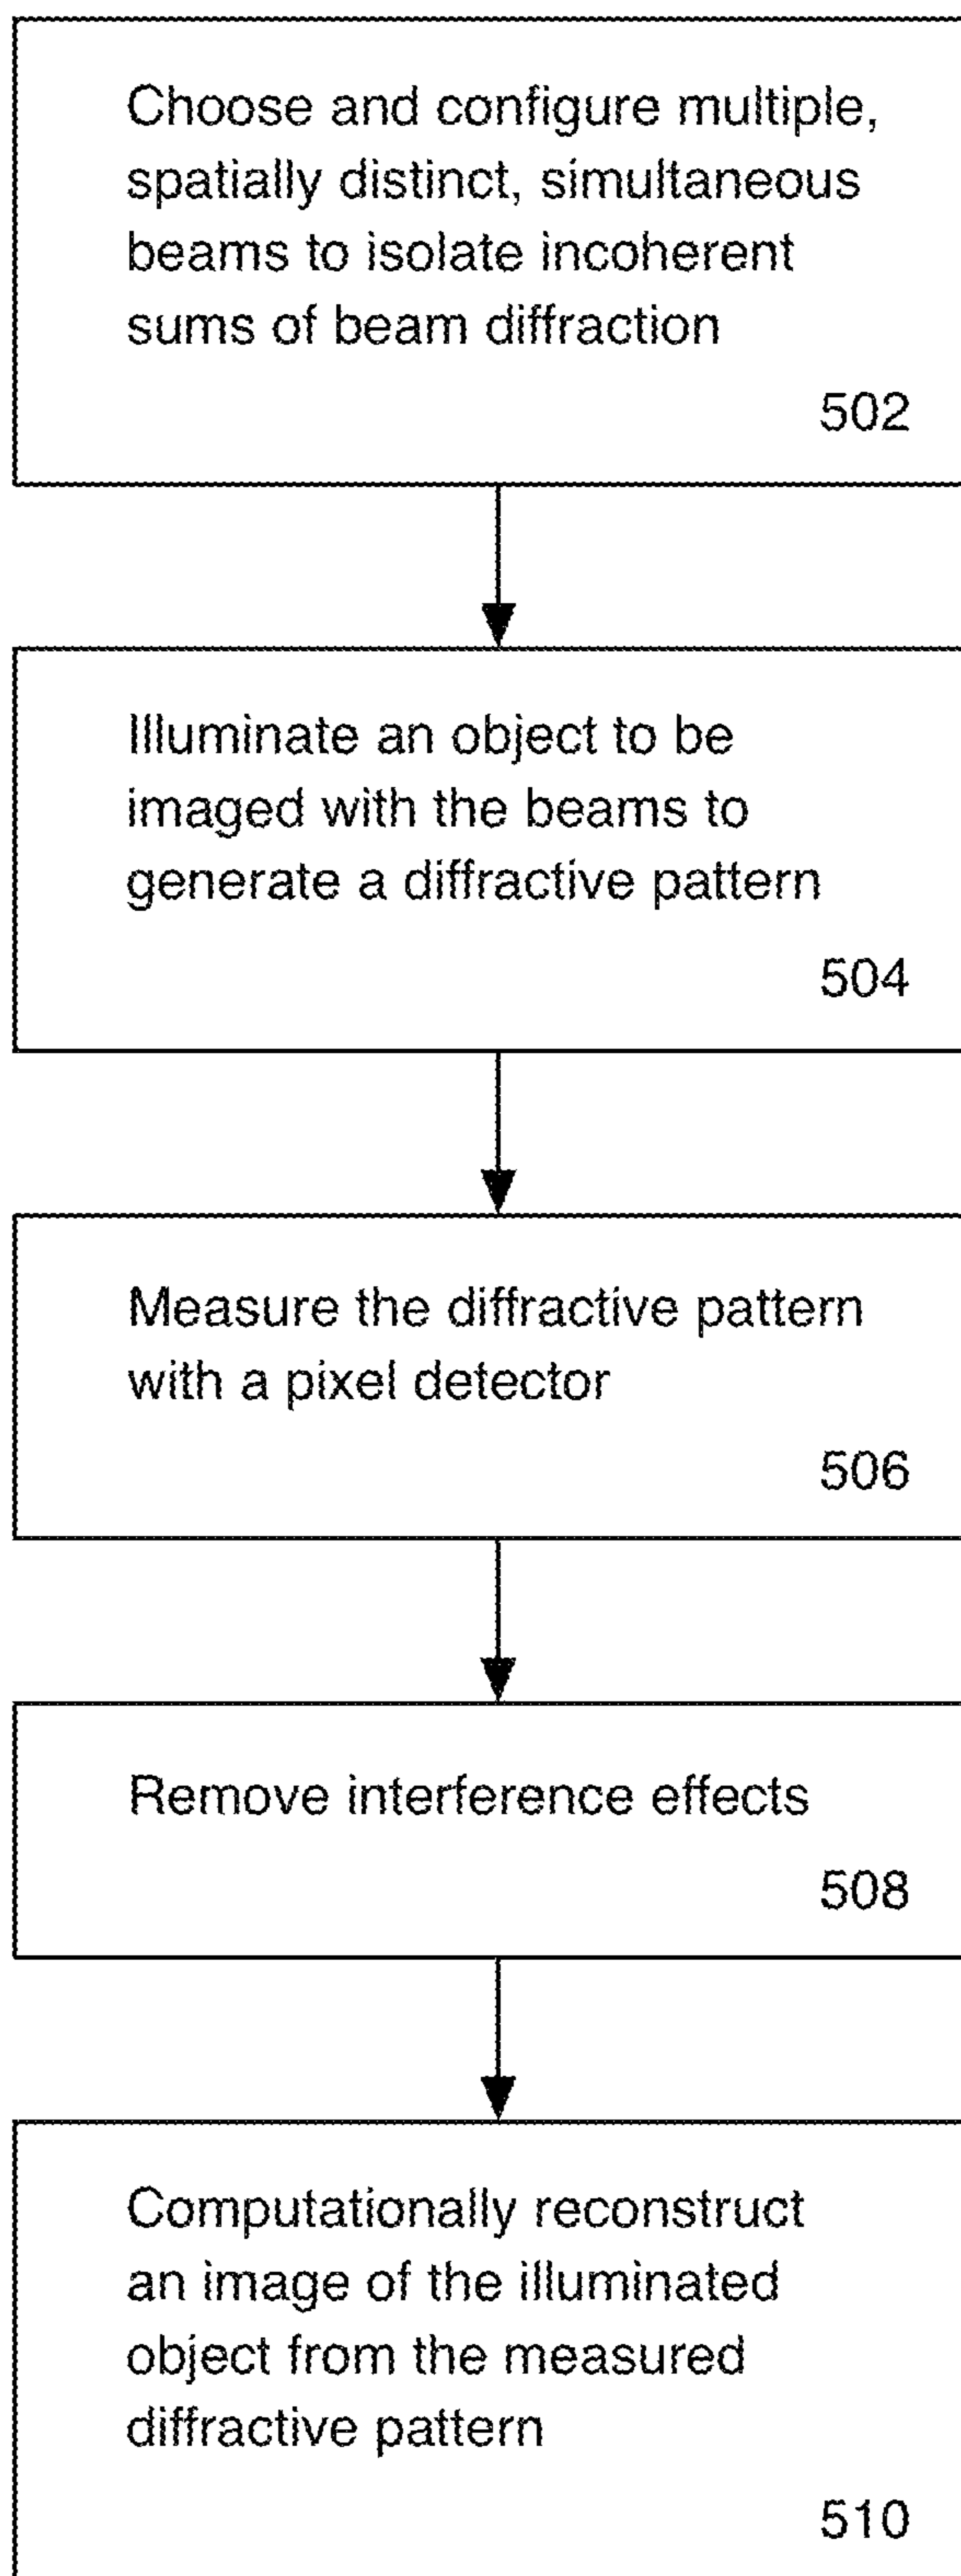 Choose and configure multiple,
spatially distinct, simultaneous
beams to isolate incoherent
sums of beam diffraction
502
Illuminate an object to be
imaged with the beams to
generate a diffractive pattern
504
Measure the diffractive pattern
with a pixel detector
506
Remove interference effects
508
Computationally reconstruct
an image of the illuminated
object from the measured
diffractive pattern
510